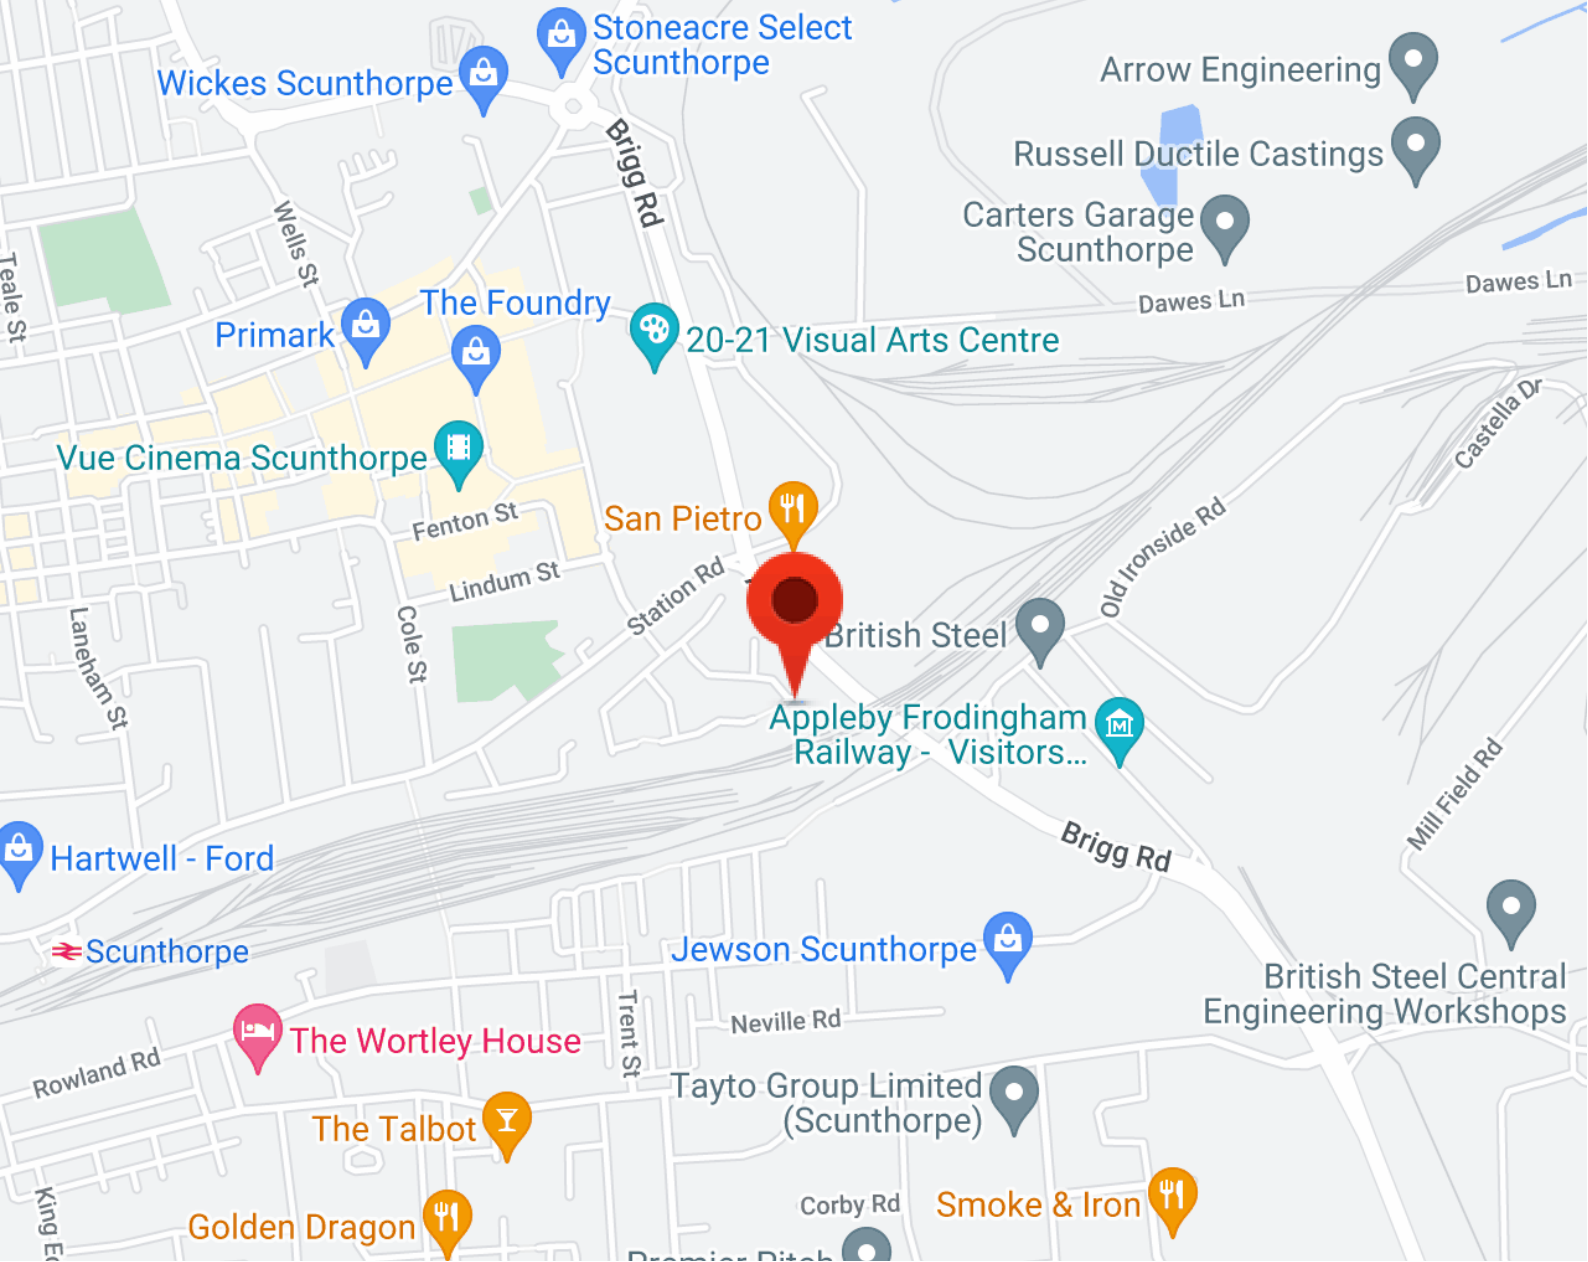 Stoneacre Select
Scunthorpe
Wickes Scunthorpe
Arrow Engineering
Brigg Rd
Russell Ductile Castings
Carters Garage
Scunthorpe
Wells St
Teale St
Dawes Ln
Dawes Ln
The Foundry
Primark
20-21 Visual Arts Centre
Castella Dr
Vue Cinema Scunthorpe
Fenton St
San Pietro
Old Ironside Rd
Lindum St
Station Rd
Laneham St
Cole St
British Steel
Appleby Frodingham
Railway - Visitors...
Mill Field Rd
Brigg Rd
Hartwell - Ford
Scunthorpe
Jewson Scunthorpe
British Steel Central
Engineering Workshops
Trent St
Neville Rd
The Wortley House
Rowland Rd
Tayto Group Limited
(Scunthorpe)
The Talbot
King
Corby Rd
Smoke & Iron
Golden Dragon
M